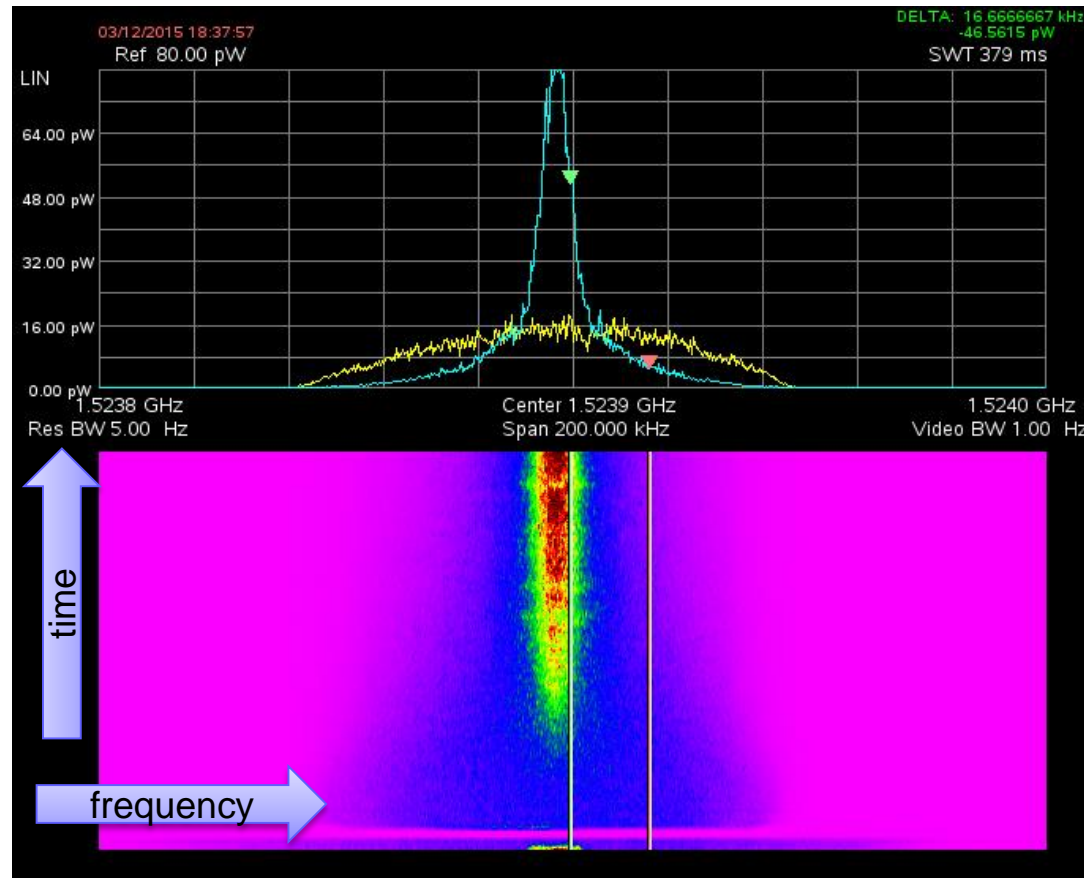 DELTA: 16.6666667 kHz
03/12/2015 18:37:57
-46.5615 pW
Ref 80.00 pW
SWT 379 ms
LIN
64.00 pW
48.00 pW
32.00 pW
16.00 pW
0.00 pW
1.5238 GHz
Center 1.5239 GHz
1.5240 GHz
Res BW 5.00 Hz
Span 200.000 kHz
Video BW 1.00 Hz
time
frequency